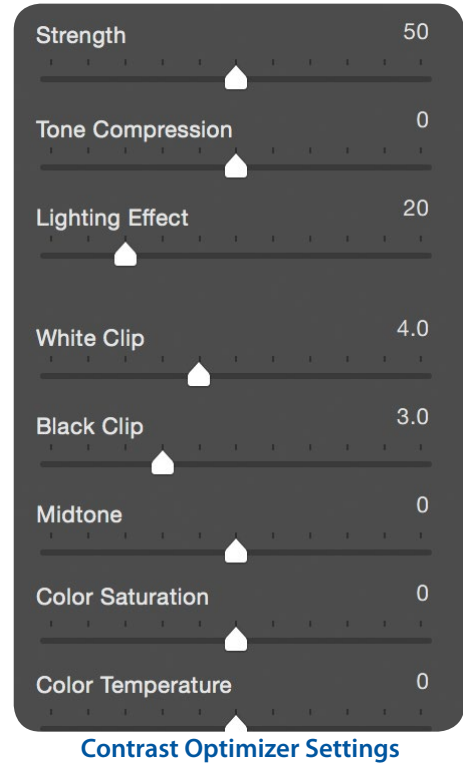 Strength 50
Tone Compression 0
Lighting Effect 20
White Clip 4.0
Black Clip 3.0
Midtone 0
Color Saturation 0
Color Temperature 0
Contrast Optimizer Settings